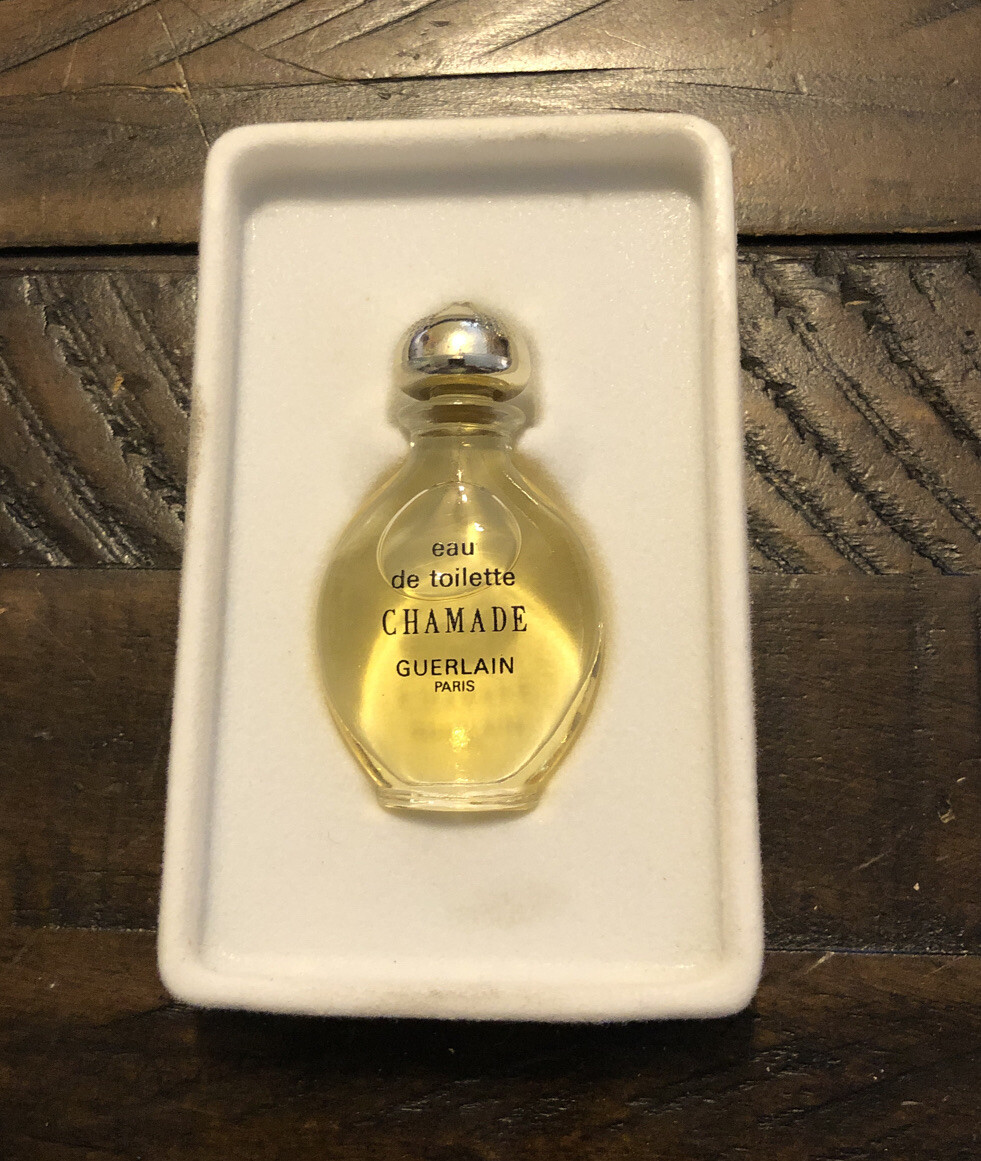 eau
de toilette
CHAMADE
GUERLAIN
PARIS